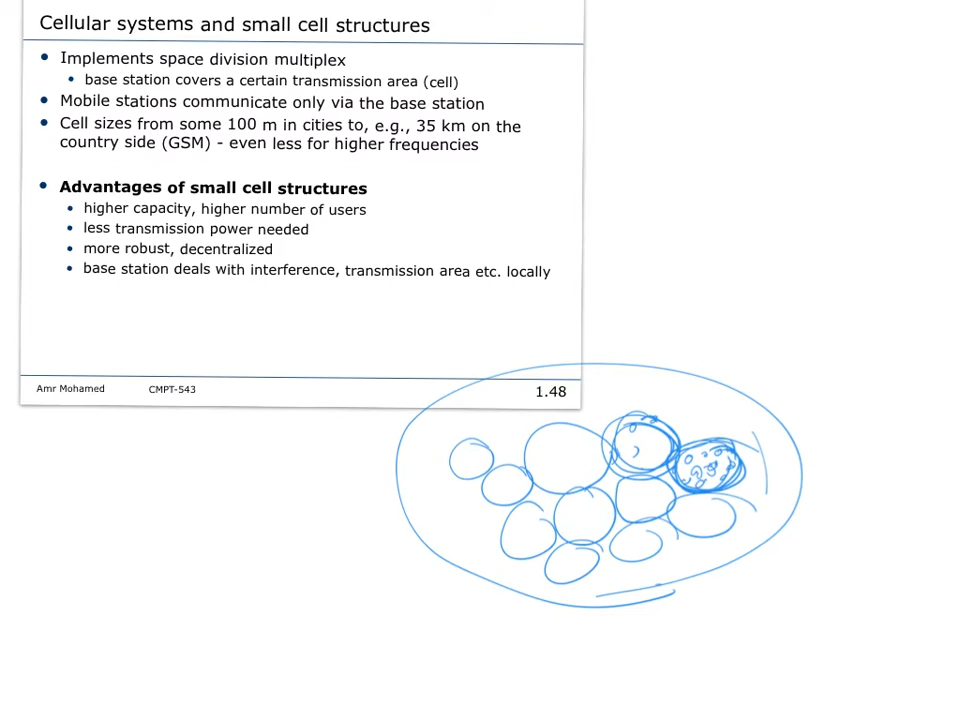 Cellular systems and small cell structures
Implements space division multiplex
base station covers a certain transmission area (cell)
Mobile stations communicate only via the base station
Cell sizes from some 100 m in cities to, e.g., 35 km on the
country side (GSM) - even less for higher frequencies
Advantages of small cell structures
higher capacity, higher number of users
less transmission power needed
more robust, decentralized
base station deals with interference, transmission area etc. locally
Amr Mohamed CMPT-543 1.48